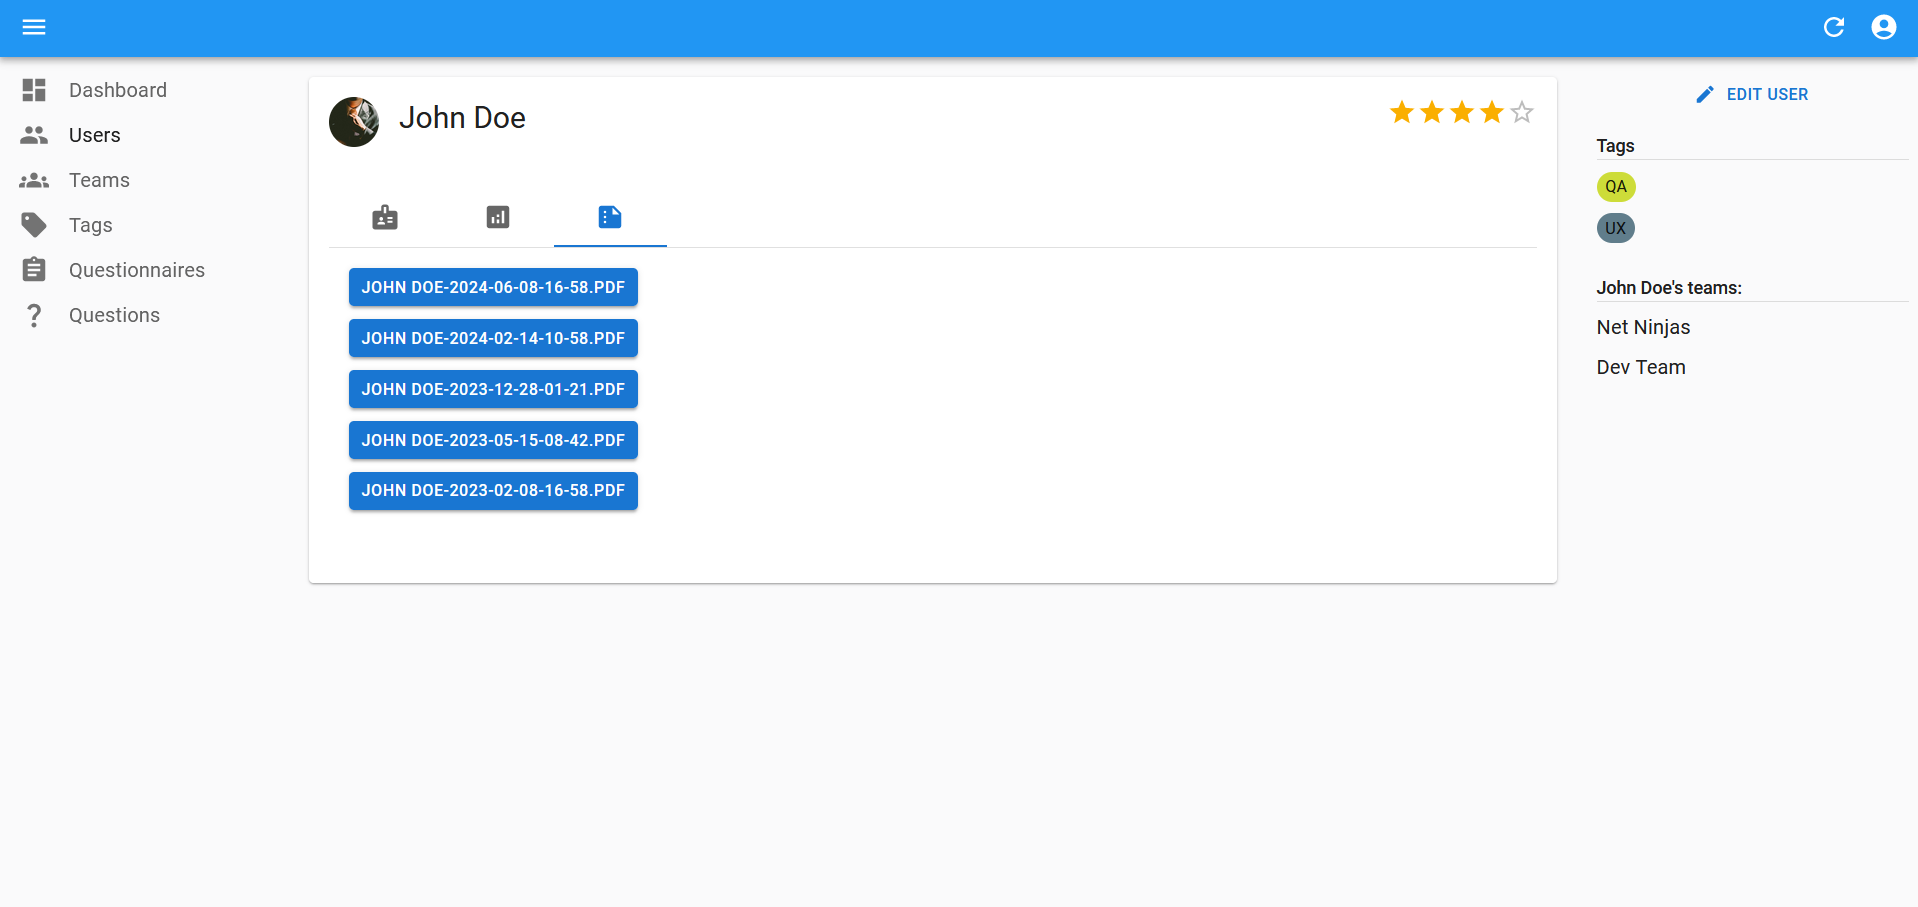 Dashboard
Users
Teams
Tags
Questionnaires
Questions
John Doe
JOHN DOE-2024-06-08-16-58.PDF
JOHN DOE-2024-02-14-10-58.PDF
JOHN DOE-2023-12-28-01-21.PDF
JOHN DOE-2023-05-15-08-42.PDF
JOHN DOE-2023-02-08-16-58.PDF
EDIT USER
Tags
QA
UX
John Doe's teams:
Net Ninjas
Dev Team